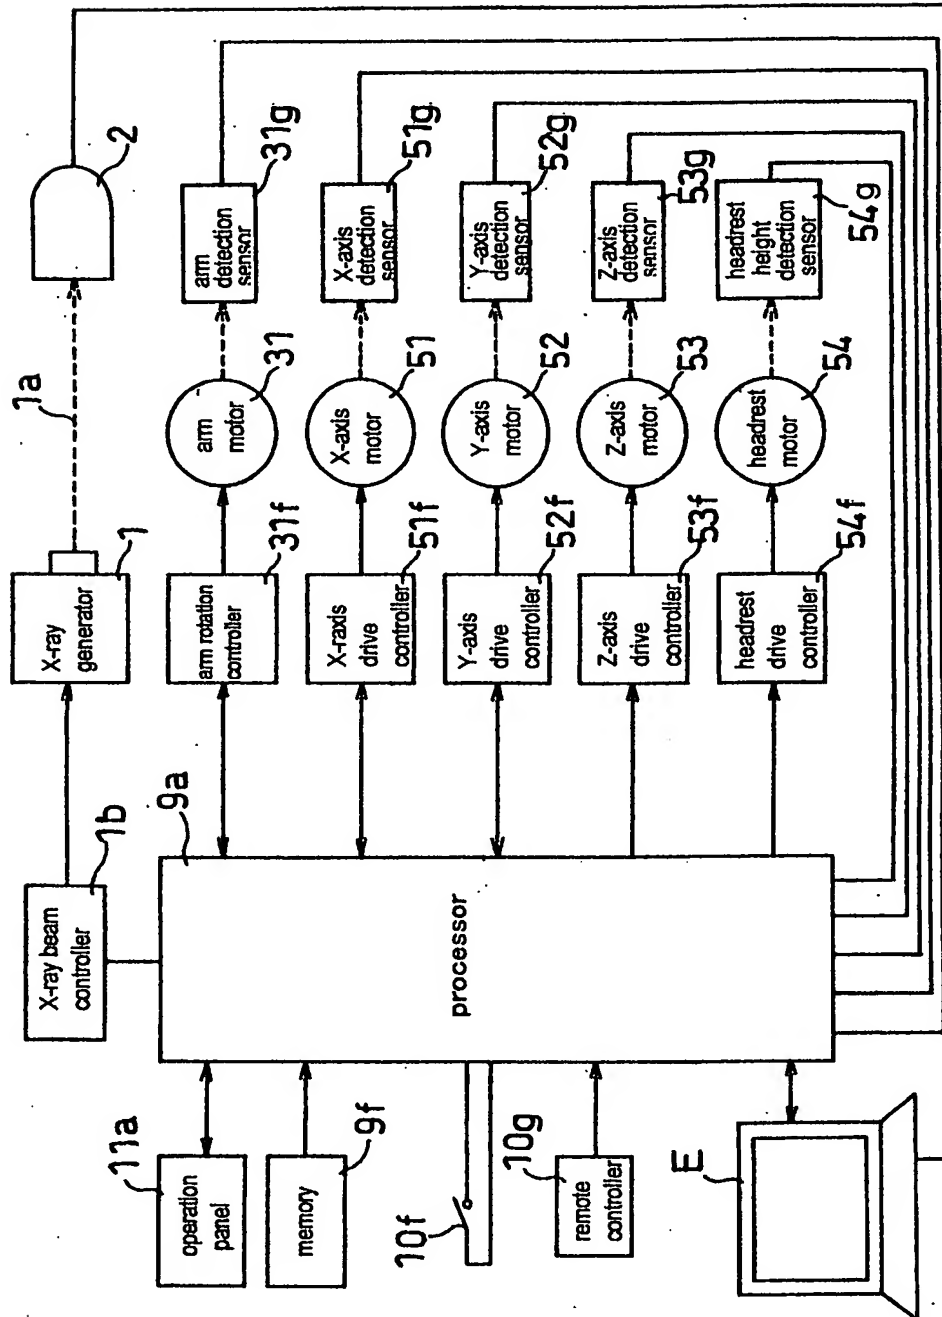 1a
2
X-ray
generator
1
X-ray beam
controller
1b
9a
processor
arm rotation
controller
31f
arm
motor
31
arm
detection
sensor
31g
X-raxis
drive
controller
51f
X-axis
motor
51
X-axis
detection
sensor
51g
Y-axis
drive
controller
52f
Y-axis
motor
52
Y-axis
detection
sensor
52g
Z-axis
drive
controller
53f
Z-axis
motor
53
Z-axis
detection
sensor
53g
headrest
drive
controller
54f
headrest
motor
54
headrest
height
detection
sensor
54g
operation
panel
11a
memory
9f
10f
remote
controller
10g
E